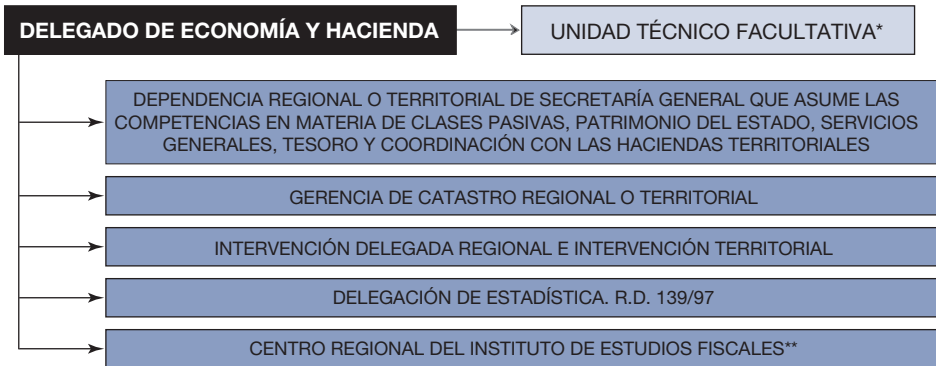 DELEGADO DE ECONOMÍA Y HACIENDA
UNIDAD TÉCNICO FACULTATIVA*
DEPENDENCIA REGIONAL O TERRITORIAL DE SECRETARÍA GENERAL QUE ASUME LAS
COMPETENCIAS EN MATERIA DE CLASES PASIVAS, PATRIMONIO DEL ESTADO, SERVICIOS
GENERALES, TESORO Y COORDINACIÓN CON LAS HACIENDAS TERRITORIALES
GERENCIA DE CATASTRO REGIONAL O TERRITORIAL
INTERVENCIÓN DELEGADA REGIONAL E INTERVENCIÓN TERRITORIAL
DELEGACIÓN DE ESTADÍSTICA. R.D. 139/97
CENTRO REGIONAL DEL INSTITUTO DE ESTUDIOS FISCALES**